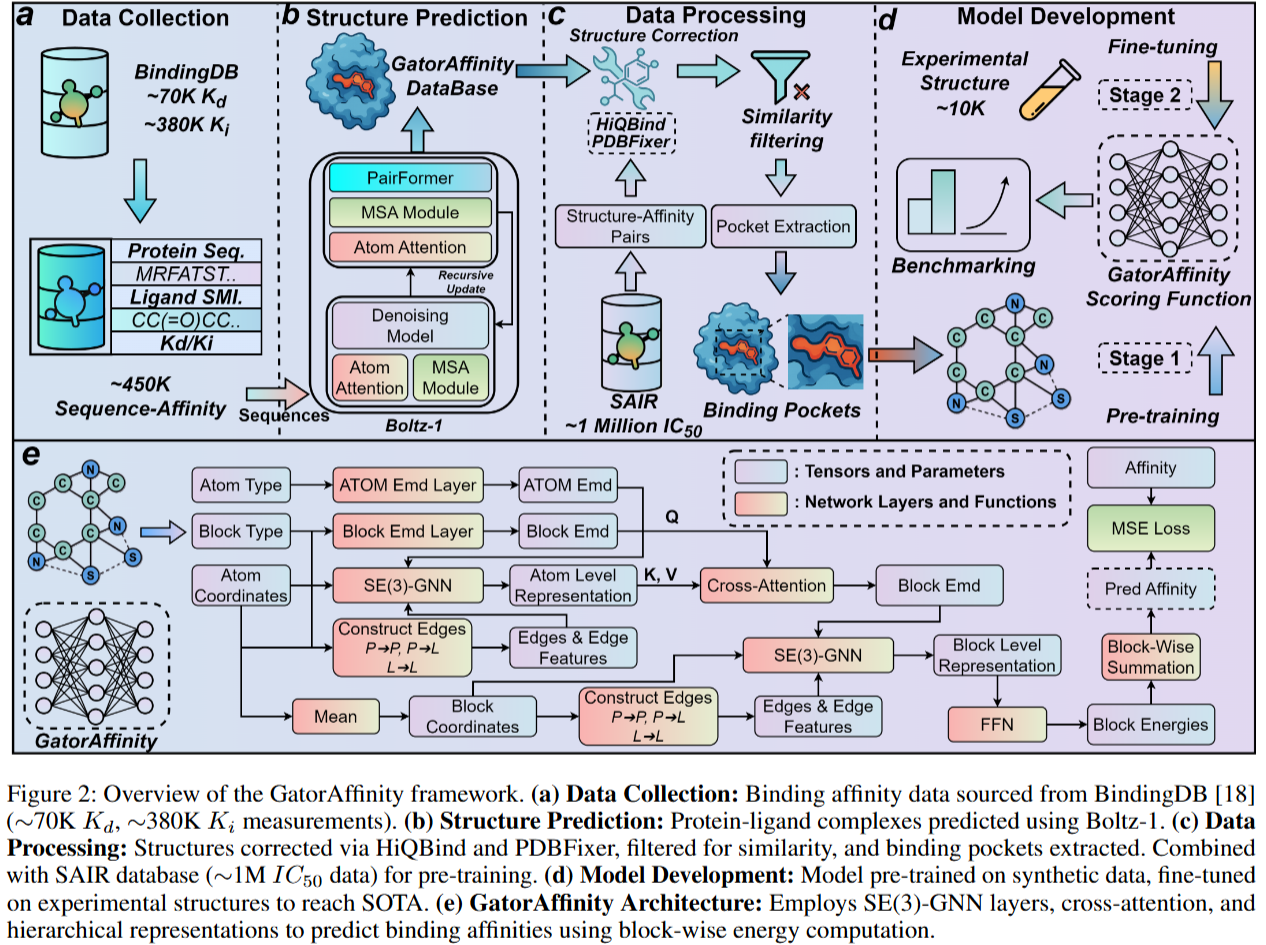 a Data Collection
BindingDB
~70K Kd
~380K Ki
Protein Seq.
MRFATST..
Ligand SMI.
CC(=O)CC..
Kd/Ki
~450K
Sequence-Affinity
Sequences
b Structure Prediction
GatorAffinity
DataBase
PairFormer
MSA Module
Atom Attention
Recursive
Update
Denoising
Model
Atom
Attention
MSA
Module
Boltz-1
c Data Processing
Structure Correction
HiQBind
PDBFixer
Similarity
filtering
Structure-Affinity
Pairs
Pocket Extraction
SAIR
~1 Million IC50
Binding Pockets
d Model Development
Experimental
Structure
~10K
Fine-tuning
Stage 2
Benchmarking
GatorAffinity
Scoring Function
Stage 1
Pre-training
N
C
C
C
C
C
N
C
N
S
S
e
N
C
C
C
C
C
N
C
N
S
S
GatorAffinity
Atom Type
ATOM Emd Layer
ATOM Emd
Block Type
Block Emd Layer
Block Emd
Q
Atom
Coordinates
SE(3)-GNN
Atom Level
Representation
K, V
Cross-Attention
Block Emd
Construct Edges
P→P, P→L
L→L
Edges & Edge
Features
SE(3)-GNN
Block Level
Representation
Mean
Block
Coordinates
Construct Edges
P→P, P→L
L→L
Edges & Edge
Features
FFN
Block Energies
Block-Wise
Summation
Pred Affinity
MSE Loss
Affinity
: Tensors and Parameters
: Network Layers and Functions
Figure 2: Overview of the GatorAffinity framework. (a) Data Collection: Binding affinity data sourced from BindingDB [18]
(∼70K Kd, ∼380K Ki measurements). (b) Structure Prediction: Protein-ligand complexes predicted using Boltz-1. (c) Data
Processing: Structures corrected via HiQBind and PDBFixer, filtered for similarity, and binding pockets extracted. Combined
with SAIR database (∼1M IC50 data) for pre-training. (d) Model Development: Model pre-trained on synthetic data, fine-tuned
on experimental structures to reach SOTA. (e) GatorAffinity Architecture: Employs SE(3)-GNN layers, cross-attention, and
hierarchical representations to predict binding affinities using block-wise energy computation.